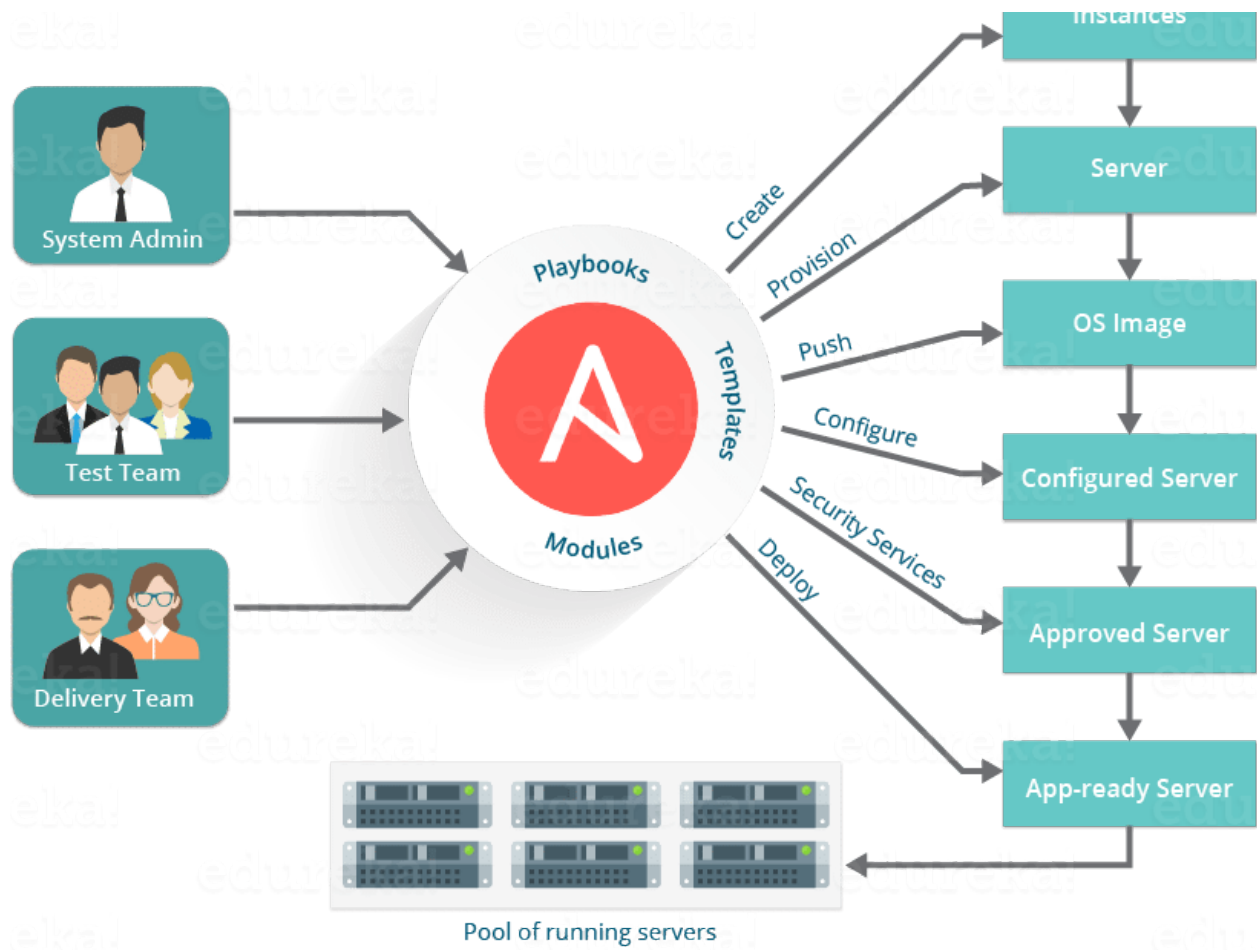 Instances
System Admin
Test Team
Delivery Team
Playbooks
Templates
Modules
Create
Provision
Push
Configure
Security Services
Deploy
Server
OS Image
Configured Server
Approved Server
App-ready Server
Pool of running servers
edureka!